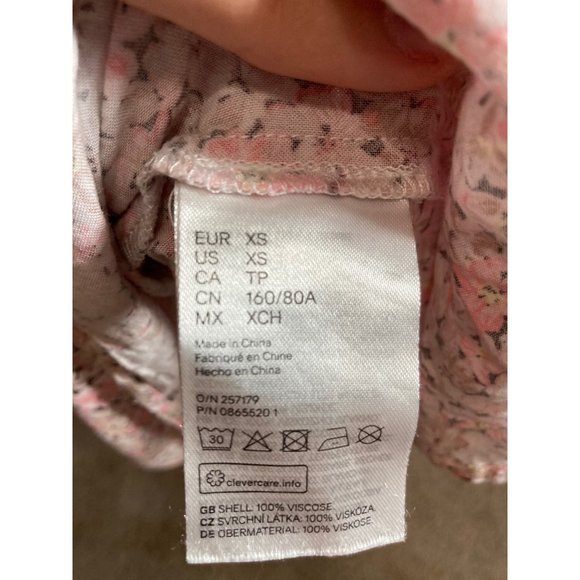 EUR XS
US XS
CA TP
CN 160/80A
MX XCH
Made in China
Fabriqué en Chine
Hecho en China
O/N 257179
P/N 0865520 1
30
clevercare.info
GB SHELL: 100% VISCOSE
CZ SVRCHNÍ LÁTKA: 100% VISKÓZA
DE OBERMATERIAL: 100% VISKOSE